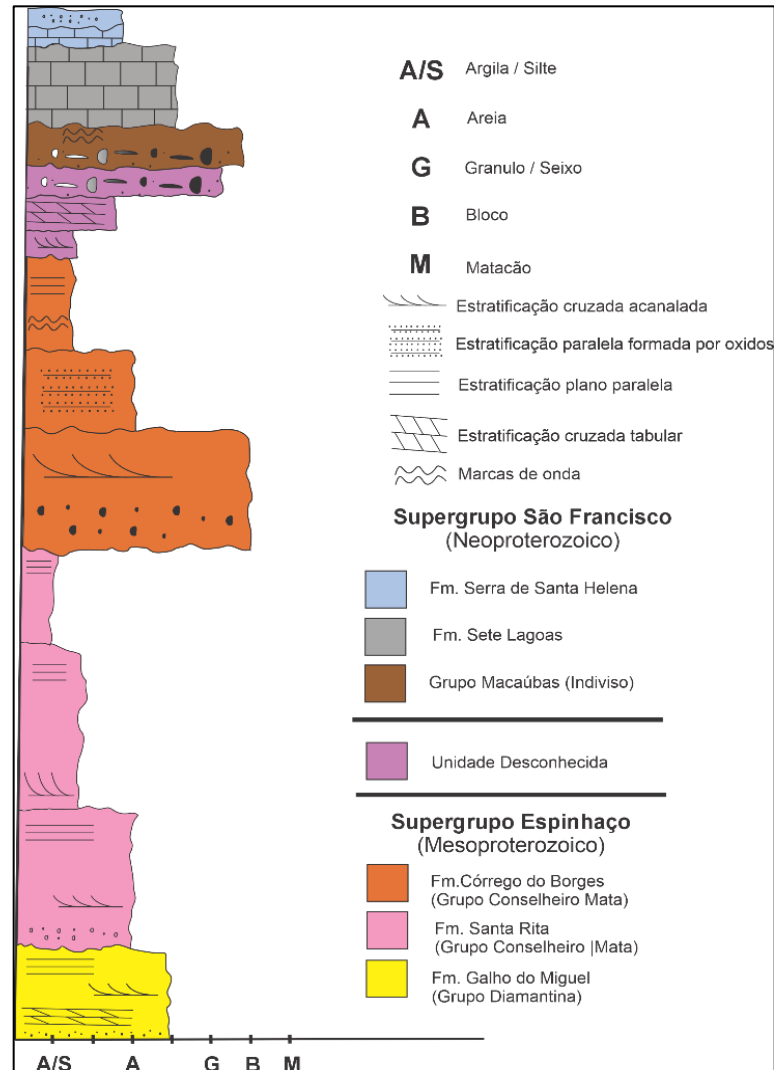 A/S Argila / Silte
A Areia
G Granulo / Seixo
B Bloco
M Matacão
Estratificação cruzada acanalada
Estratificação paralela formada por oxidos
Estratificação plano paralela
Estratificação cruzada tabular
Marcas de onda
Supergrupo São Francisco
(Neoproterozoico)
Fm. Serra de Santa Helena
Fm. Sete Lagoas
Grupo Macaúbas (Indiviso)
Unidade Desconhecida
Supergrupo Espinhaço
(Mesoproterozoico)
Fm.Córrego do Borges
(Grupo Conselheiro Mata)
Fm. Santa Rita
(Grupo Conselheiro |Mata)
Fm. Galho do Miguel
(Grupo Diamantina)
A/S A G B M